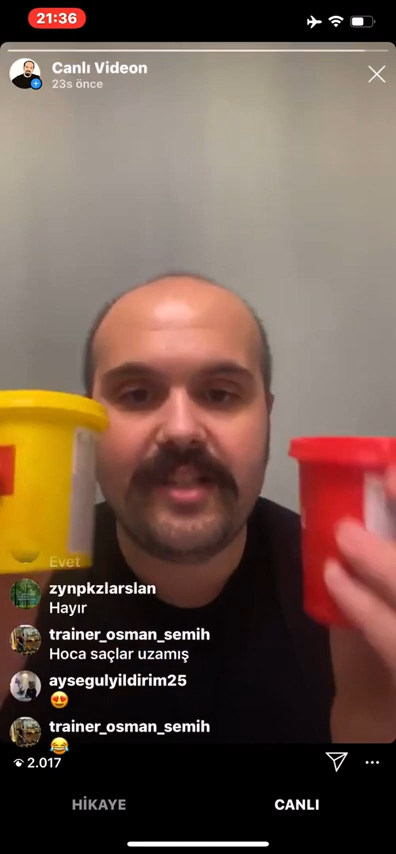 21:36
Canlı Videon
23s önce
Evet
zynpkzlarslan
Hayır
trainer_osman_semih
Hoca saçlar uzamış
aysegulyildirim25
😍
trainer_osman_semih
😂
2.017
HİKAYE
CANLI